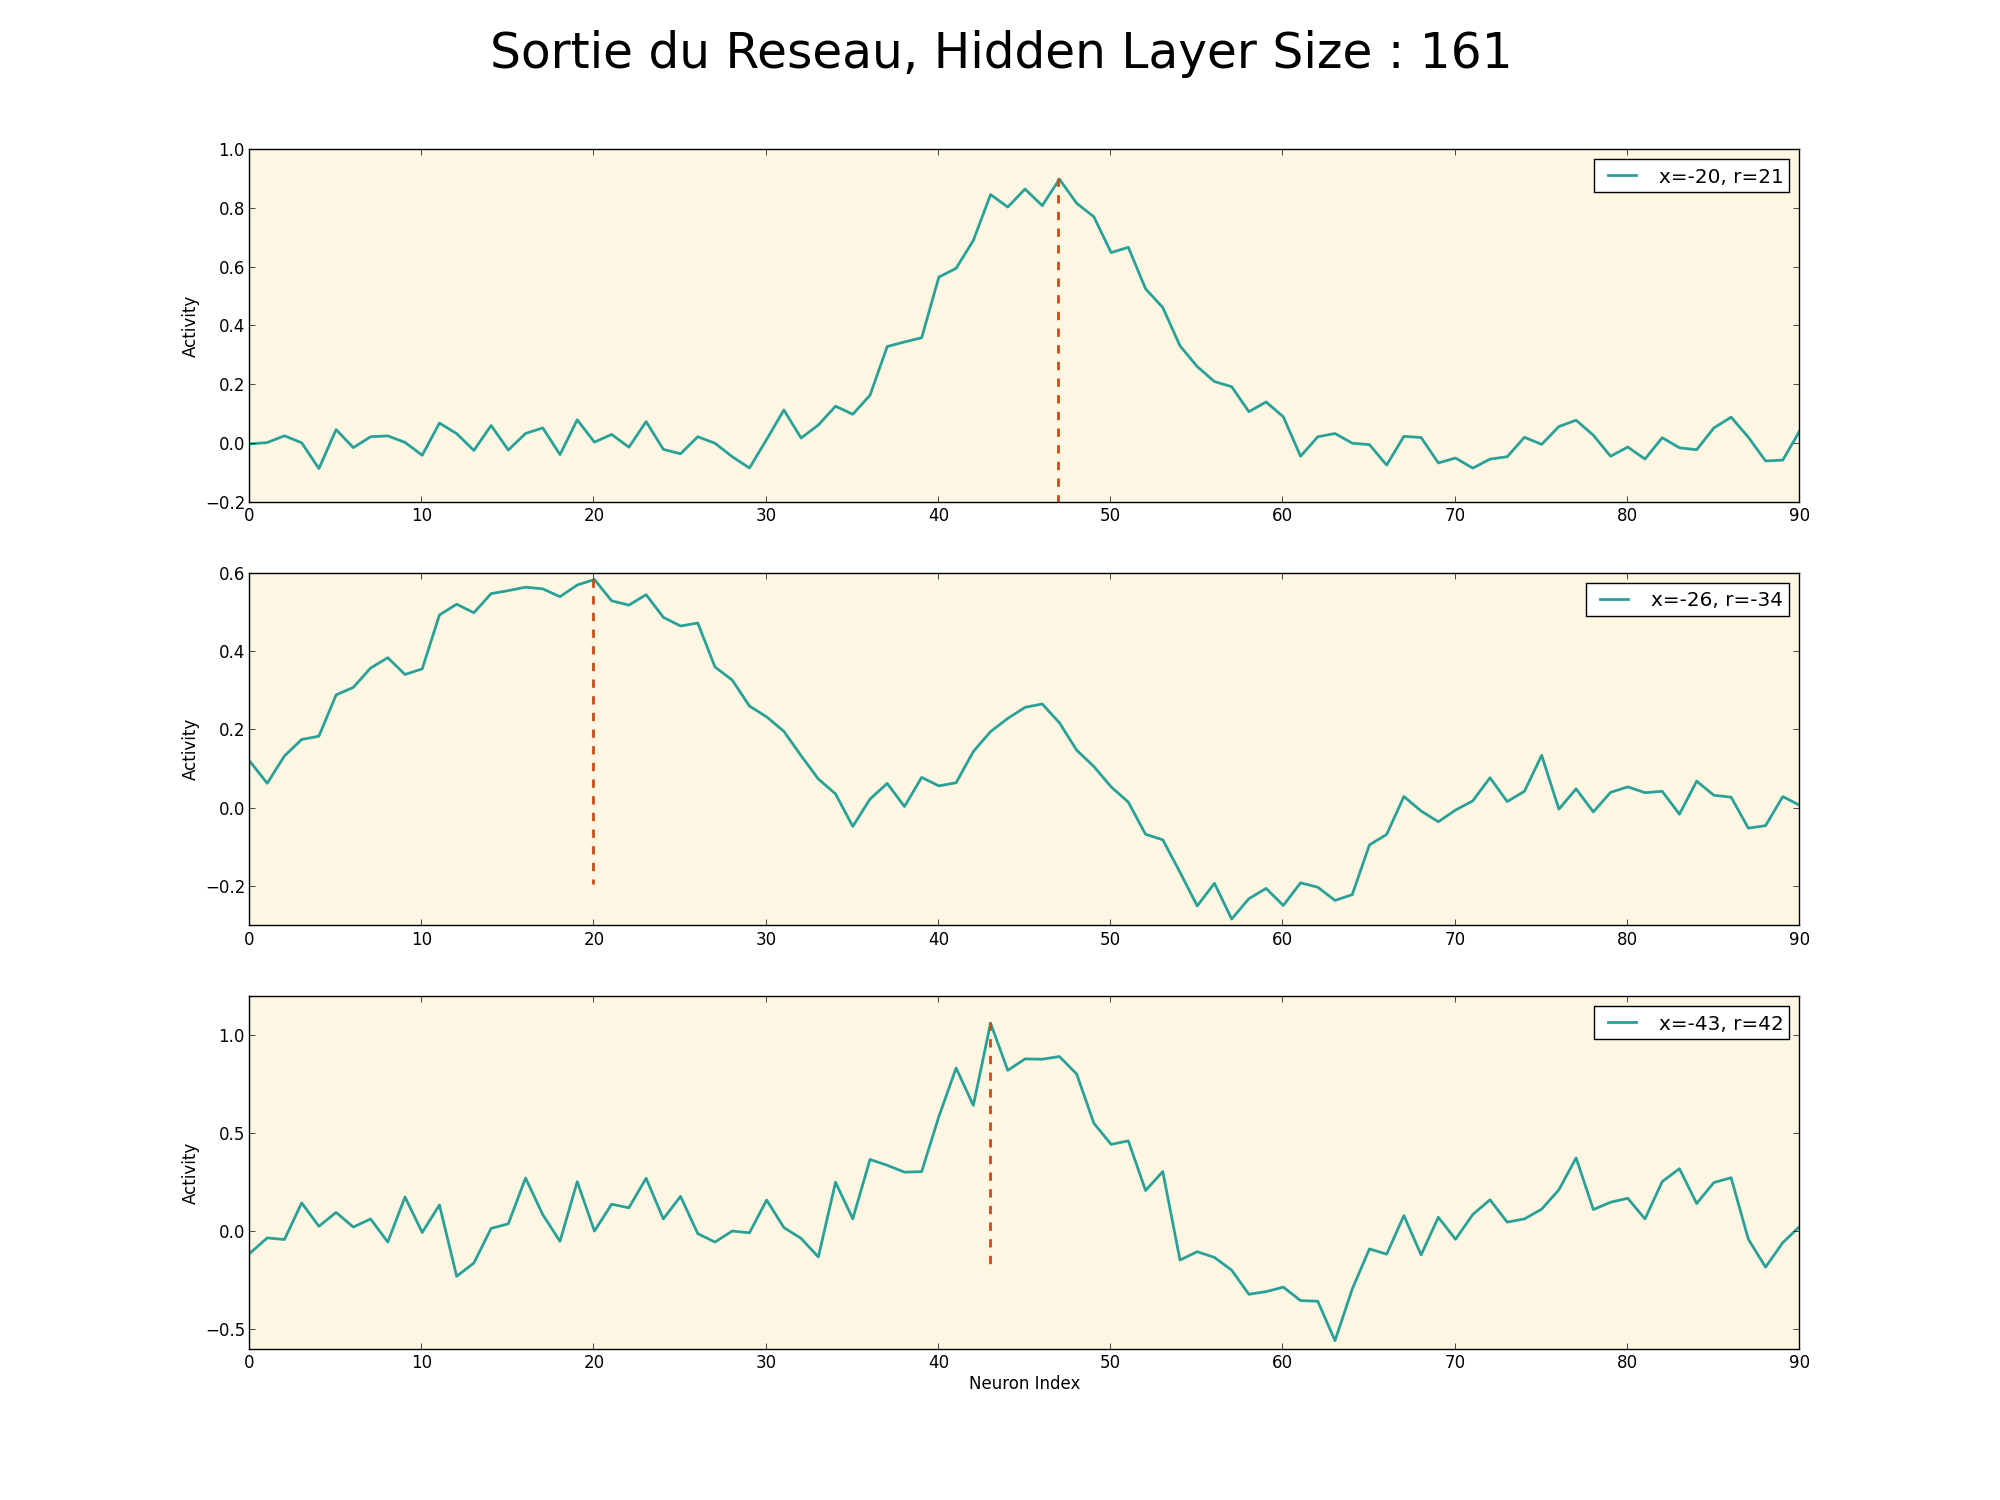 Sortie du Reseau, Hidden Layer Size : 161
1.0
0.8
0.6
0.4
0.2
0.0
−0.2
Activity
x=-20, r=21
0 10 20 30 40 50 60 70 80 90
0.6
0.4
0.2
0.0
−0.2
Activity
x=-26, r=-34
0 10 20 30 40 50 60 70 80 90
1.0
0.5
0.0
−0.5
Activity
x=-43, r=42
0 10 20 30 40 50 60 70 80 90
Neuron Index